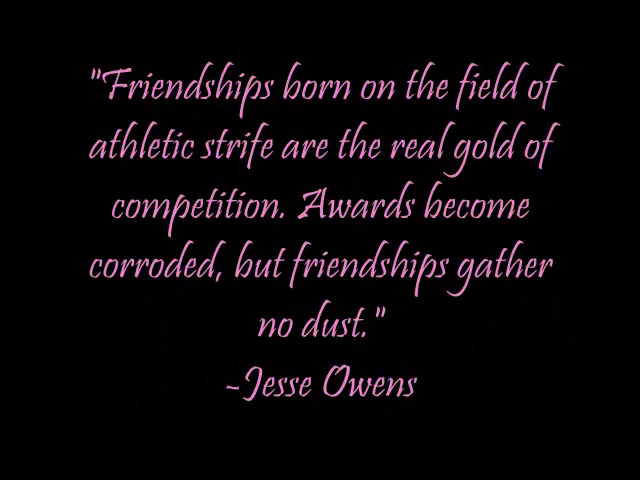 "Friendships born on the field of
athletic strife are the real gold of
competition. Awards become
corroded, but friendships gather
no dust."
~Jesse Owens